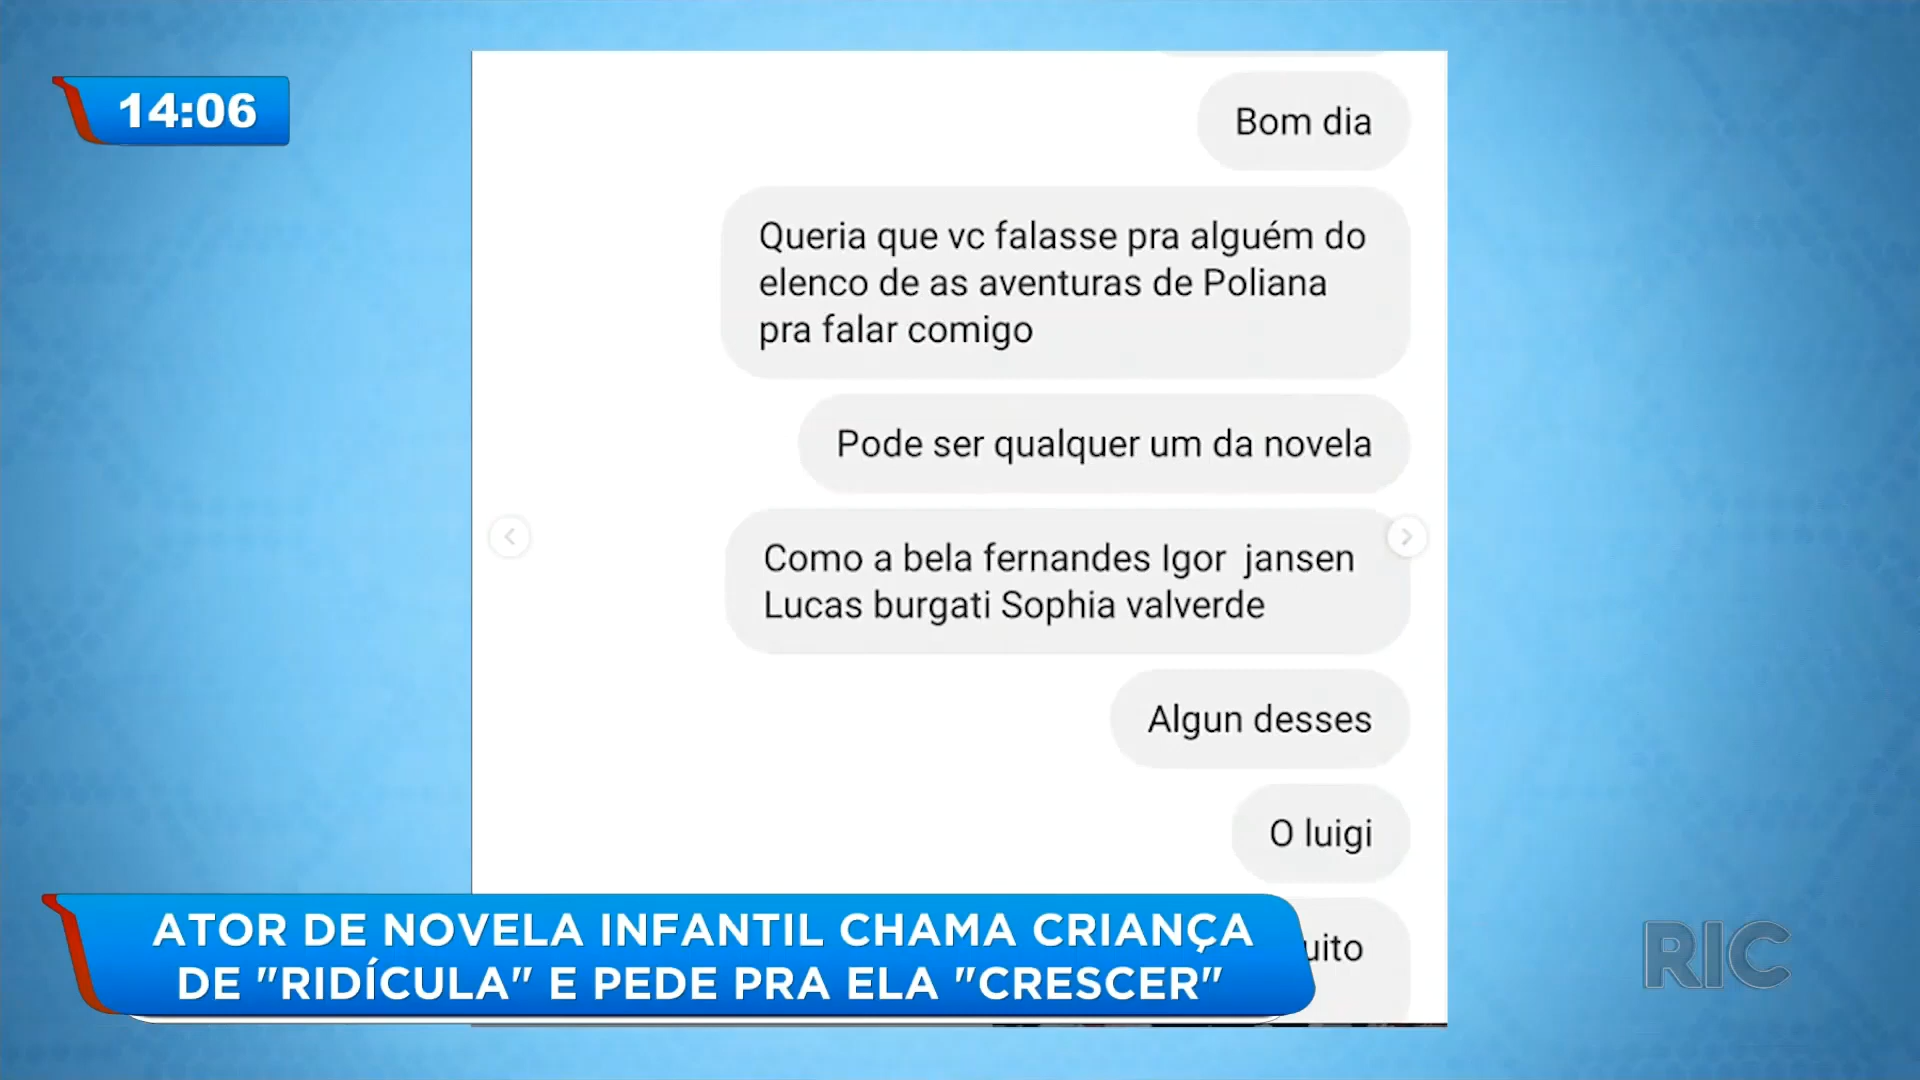 14:06
Bom dia
Queria que vc falasse pra alguém do
elenco de as aventuras de Poliana
pra falar comigo
Pode ser qualquer um da novela
Como a bela fernandes Igor jansen
Lucas burgati Sophia valverde
Algun desses
O luigi
ATOR DE NOVELA INFANTIL CHAMA CRIANÇA
DE "RIDÍCULA" E PEDE PRA ELA "CRESCER"
RIC